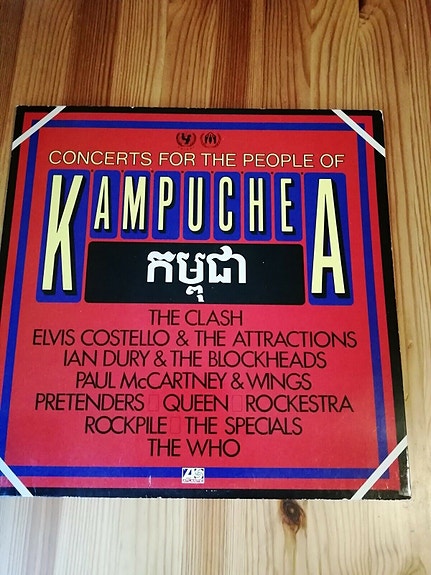 CONCERTS FOR THE PEOPLE OF
KAMPUCHEA
កម្ពុជា
THE CLASH
ELVIS COSTELLO & THE ATTRACTIONS
IAN DURY & THE BLOCKHEADS
PAUL McCARTNEY & WINGS
PRETENDERS □ QUEEN □ ROCKESTRA
ROCKPILE □ THE SPECIALS
THE WHO